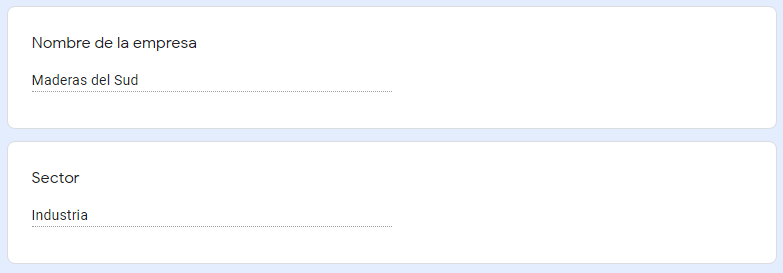 Nombre de la empresa
Maderas del Sud
Sector
Industria